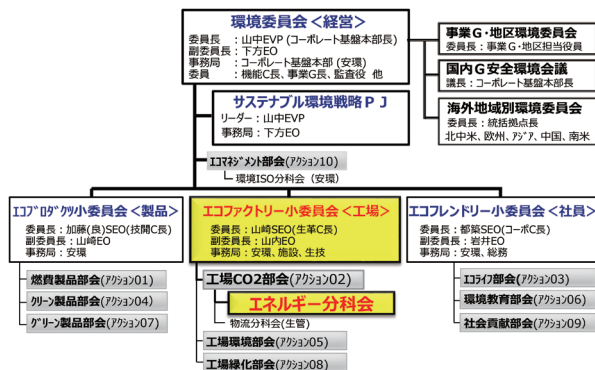 環境委員会<経営>
委員長：山中EVP (コーポレート基盤本部長)
副委員長：下方EO
事務局：コーポレート基盤本部 (安環)
委員：機能C長、事業G長、監査役 他
事業G・地区環境委員会
委員長：事業G・地区担当役員
国内G安全環境会議
議長：コーポレート基盤本部長
海外地域別環境委員会
委員長：統括拠点長
北中米、欧州、アジア、中国、南米
サステナブル環境戦略PJ
リーダー：山中EVP
事務局：下方EO
エコマネジメント部会(アクション10)
環境ISO分科会（安環）
エコプロダクツ小委員会<製品>
委員長：加藤(良)SEO(技開C長)
副委員長：山崎EO
事務局：安環
燃費製品部会(アクション01)
クリーン製品部会(アクション04)
グリーン製品部会(アクション07)
エコファクトリー小委員会<工場>
委員長：山崎SEO(生革C長)
副委員長：山内EO
事務局：安環、施設、生技
工場CO2部会(アクション02)
エネルギー分科会
物流分科会(生管)
工場環境部会(アクション05)
工場緑化部会(アクション08)
エコフレンドリー小委員会<社員>
委員長：都築SEO(コーポC長)
副委員長：岩井EO
事務局：安環、総務
エコライフ部会(アクション03)
環境教育部会(アクション06)
社会貢献部会(アクション09)